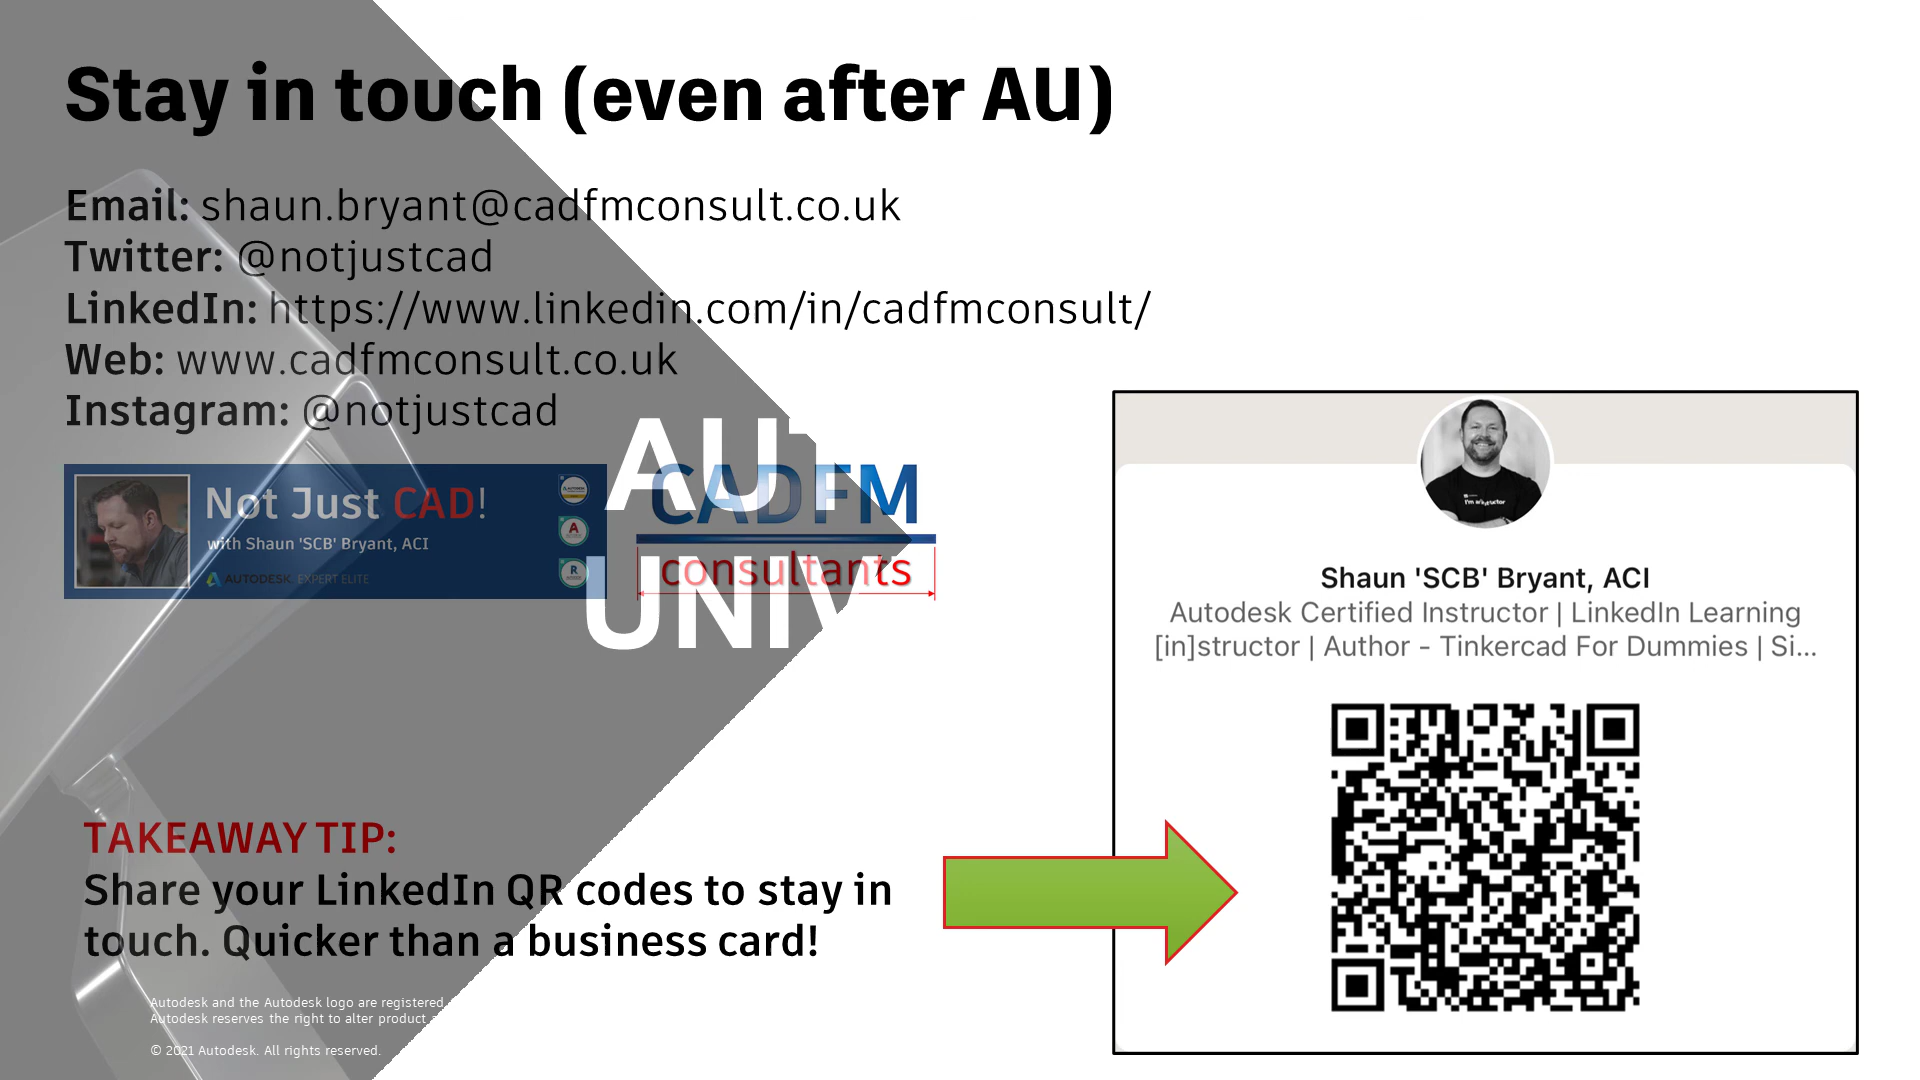 Stay in touch (even after AU)
Email: shaun.bryant@cadfmconsult.co.uk
Twitter: @notjustcad
LinkedIn: https://www.linkedin.com/in/cadfmconsult/
Web: www.cadfmconsult.co.uk
Instagram: @notjustcad
Not Just CAD!
with Shaun 'SCB' Bryant, ACI
AUTODESK EXPERT ELITE
CADFM
consultants
AUT
UNIV
Shaun 'SCB' Bryant, ACI
Autodesk Certified Instructor | LinkedIn Learning
[in]structor | Author - Tinkercad For Dummies | Si...
TAKEAWAY TIP:
Share your LinkedIn QR codes to stay in
touch. Quicker than a business card!
Autodesk and the Autodesk logo are registered
Autodesk reserves the right to alter product
© 2021 Autodesk. All rights reserved.